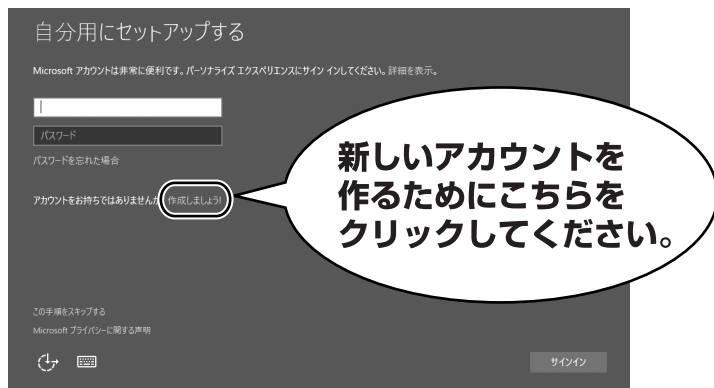 自分用にセットアップする
Microsoft アカウントは非常に便利です。パーソナライズ エクスペリエンスにサイン インしてください。詳細を表示。
パスワード
パスワードを忘れた場合
アカウントをお持ちではありませんか 作成しましょう!
新しいアカウントを
作るためにこちらを
クリックしてください。
この手順をスキップする
Microsoft プライバシーに関する声明
サインイン